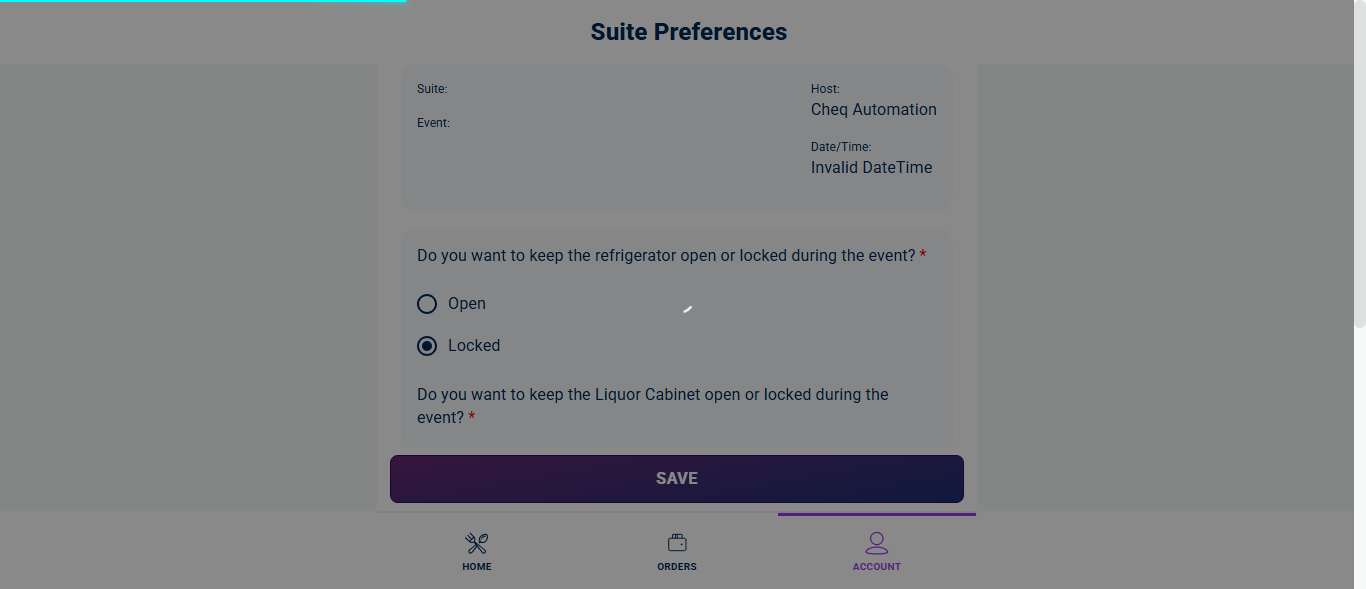 Suite Preferences
Suite:
Host:
Cheq Automation
Event:
Date/Time:
Invalid DateTime
Do you want to keep the refrigerator open or locked during the event? *
Open
Locked
Do you want to keep the Liquor Cabinet open or locked during the
event? *
SAVE
HOME
ORDERS
ACCOUNT